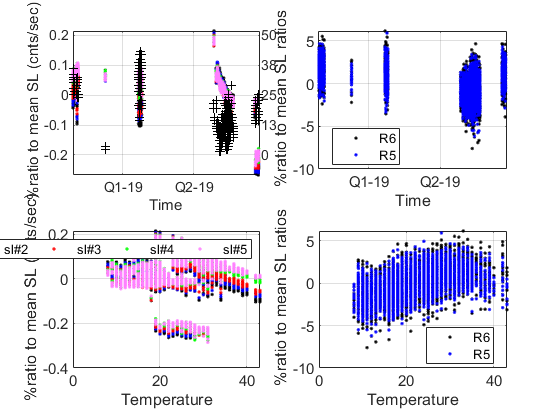 %ratio to mean SL (cnts/sec)
0.2
0.1
0
-0.1
-0.2
50
38
25
13
0
Q1-19
Q2-19
Time
%ratio to mean SL ratios
5
0
-5
-10
R6
R5
Q1-19
Q2-19
Time
%ratio to mean SL
ts/sec)
0.2
0
-0.2
-0.4
sl#2
sl#3
sl#4
sl#5
0
20
40
Temperature
%ratio to mean SL ratios
5
0
-5
-10
R6
R5
0
20
40
Temperature